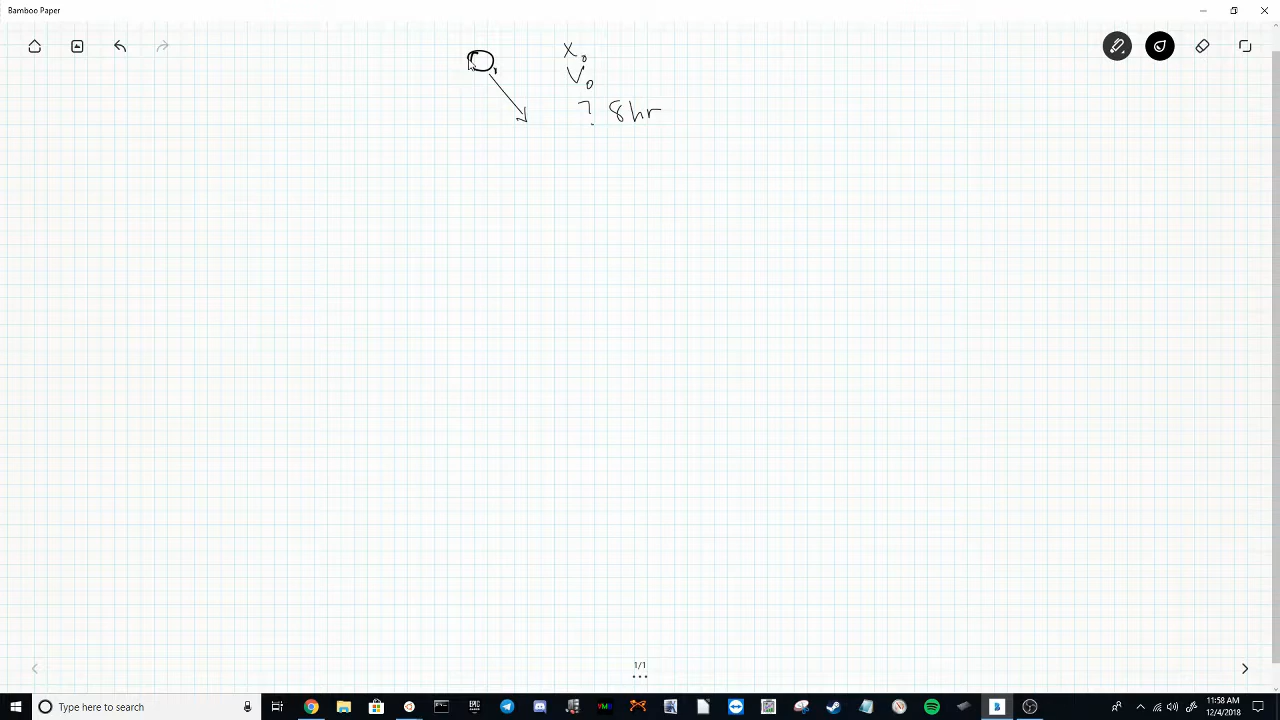 Bamboo Paper
X₀
V₀
? 8hr
1/1
Type here to search
11:58 AM
12/4/2018